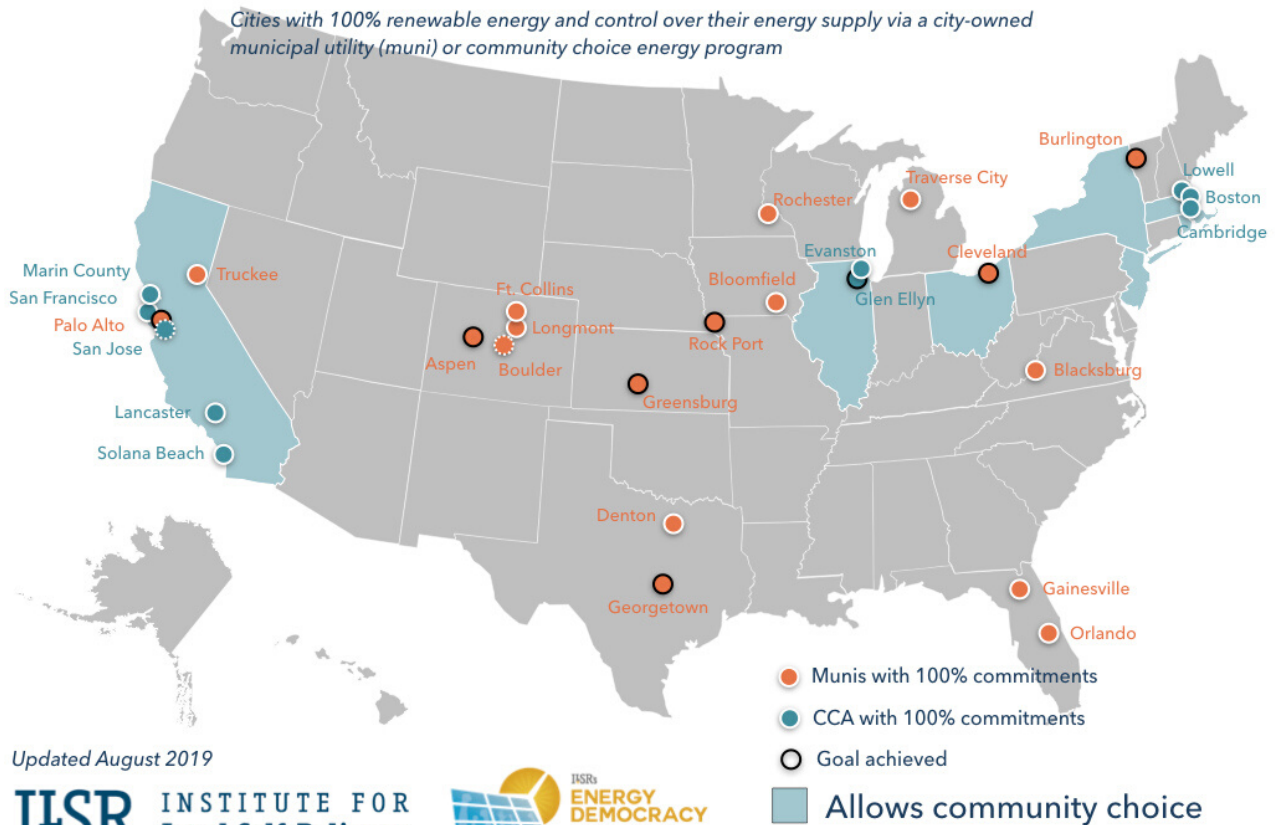 Cities with 100% renewable energy and control over their energy supply via a city-owned
municipal utility (muni) or community choice energy program
Burlington
Lowell
Traverse City
Boston
Rochester
Cambridge
Evanston
Cleveland
Marin County
Truckee
Bloomfield
San Francisco
Ft. Collins
Glen Ellyn
Palo Alto
Longmont
Rock Port
San Jose
Aspen
Boulder
Blacksburg
Greensburg
Lancaster
Solana Beach
Denton
Gainesville
Georgetown
Orlando
Munis with 100% commitments
CCA with 100% commitments
Updated August 2019
Goal achieved
ILSR INSTITUTE FOR
ILSRs
ENERGY
DEMOCRACY
Allows community choice